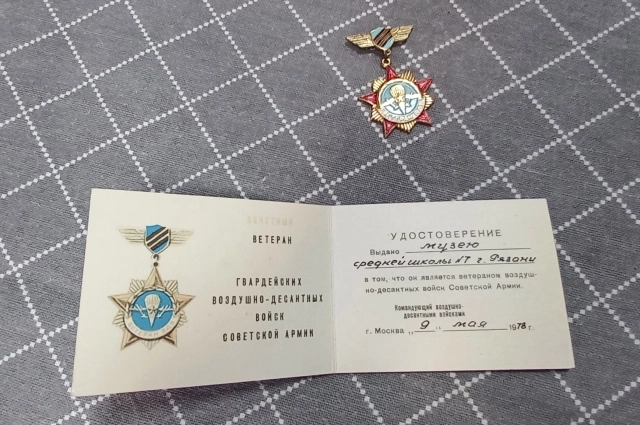 ВЕТЕРАН
ГВАРДЕЙСКИХ
ВОЗДУШНО-ДЕСАНТНЫХ
ВОЙСК
СОВЕТСКОЙ АРМИИ
УДОСТОВЕРЕНИЕ
Выдано музею
средней школы №7 г. Рязани
в том, что он является ветераном воздуш-
но-десантных войск Советской Армии.
Командующий воздушно-
десантными войсками
г. Москва „9„ мая 1978 г.